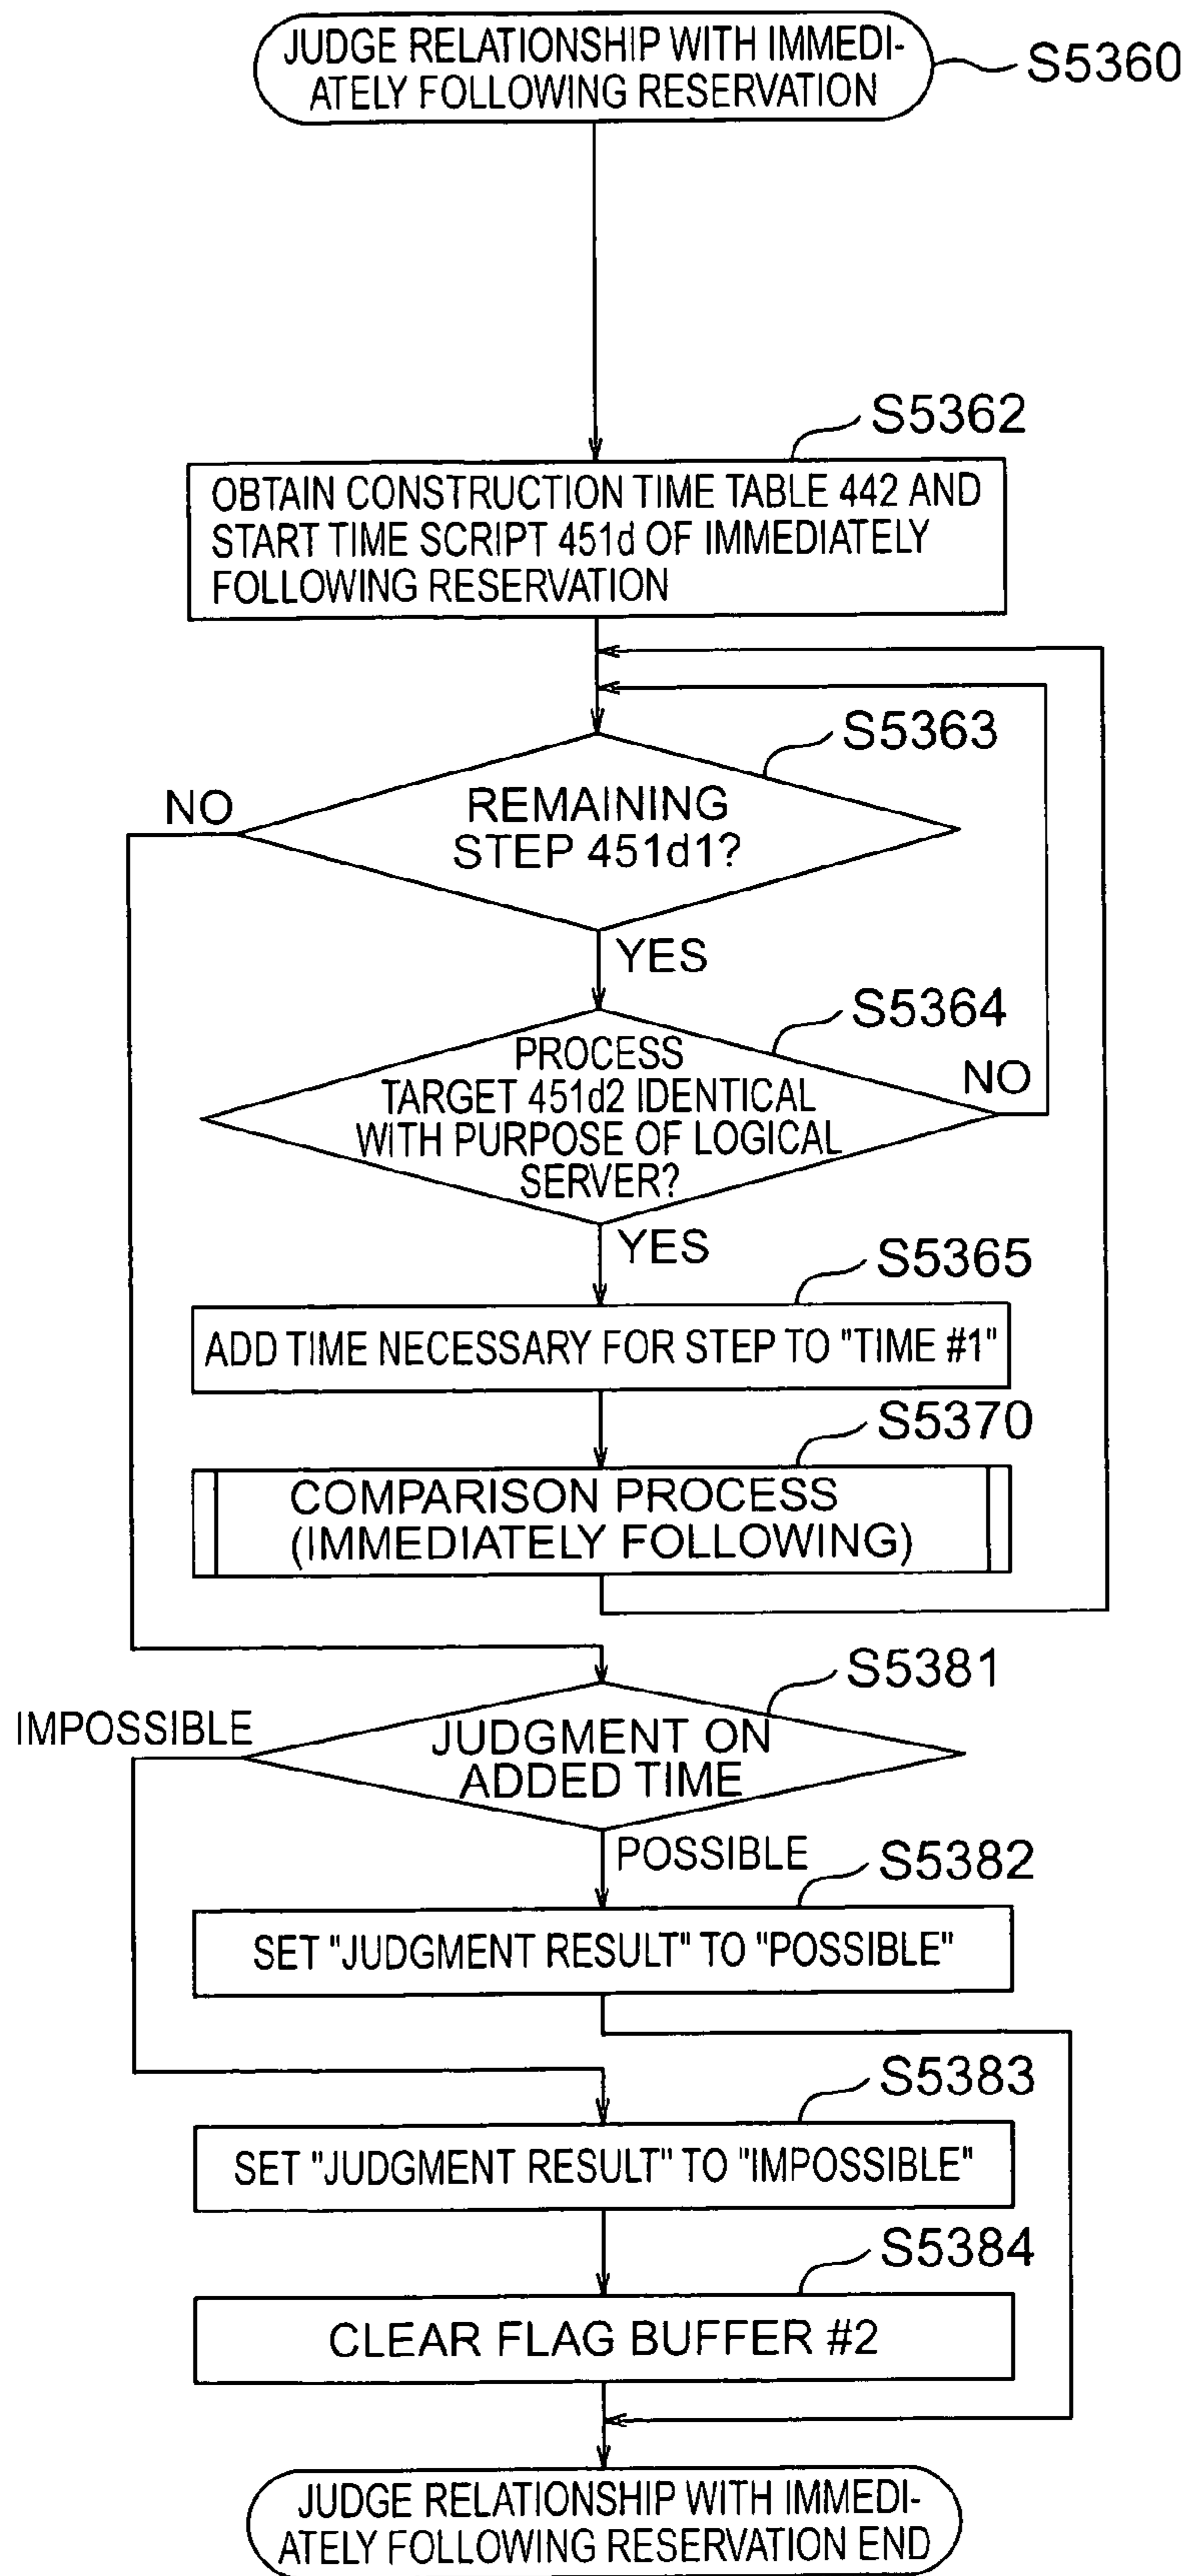 JUDGE RELATIONSHIP WITH IMMEDI-
ATELY FOLLOWING RESERVATION
S5360
S5362
OBTAIN CONSTRUCTION TIME TABLE 442 AND
START TIME SCRIPT 451d OF IMMEDIATELY
FOLLOWING RESERVATION
S5363
NO
REMAINING
STEP 451d1?
YES
S5364
PROCESS
TARGET 451d2 IDENTICAL
WITH PURPOSE OF LOGICAL
SERVER?
NO
YES
S5365
ADD TIME NECESSARY FOR STEP TO "TIME #1"
S5370
COMPARISON PROCESS
(IMMEDIATELY FOLLOWING)
S5381
IMPOSSIBLE
JUDGMENT ON
ADDED TIME
POSSIBLE
S5382
SET "JUDGMENT RESULT" TO "POSSIBLE"
S5383
SET "JUDGMENT RESULT" TO "IMPOSSIBLE"
S5384
CLEAR FLAG BUFFER #2
JUDGE RELATIONSHIP WITH IMMEDI-
ATELY FOLLOWING RESERVATION END